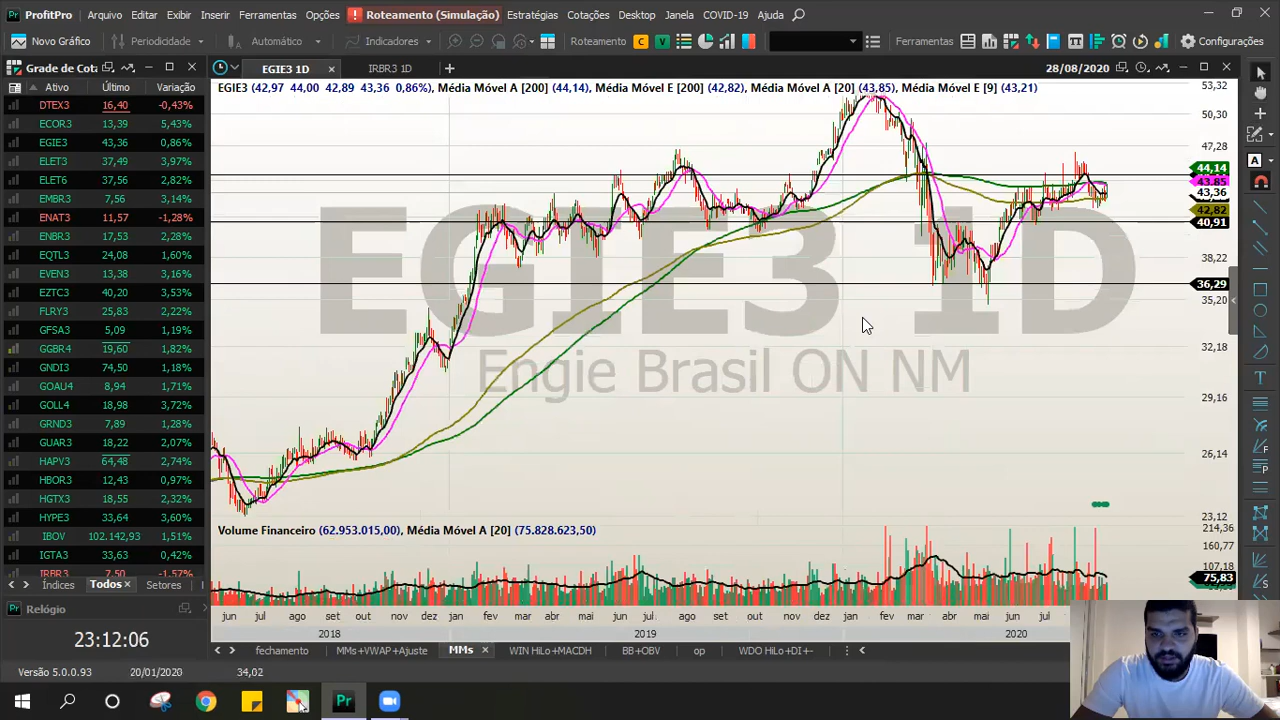 ProfitPro Arquivo Editar Exibir Inserir Ferramentas Opções Roteamento (Simulação) Estratégias Cotações Desktop Janela COVID-19 Ajuda
Novo Gráfico Periodicidade Automático Indicadores Roteamento C V Ferramentas Configurações
Grade de Cota EGIE3 1D IRBR3 1D 28/08/2020
Ativo Último Variação
EGIE3 (42,97 44,00 42,89 43,36 0,86%), Média Móvel A [200] (44,14), Média Móvel E [200] (42,82), Média Móvel A [20] (43,85), Média Móvel E [9] (43,21)
DTEX3 16,40 -0,43%
ECOR3 13,39 5,43%
EGIE3 43,36 0,86%
ELET3 37,49 3,97%
ELET6 37,56 2,82%
EMBR3 7,56 3,14%
ENAT3 11,57 -1,28%
ENBR3 17,53 2,28%
EQTL3 24,08 1,60%
EVEN3 13,38 3,16%
EZTC3 40,20 3,53%
FLRY3 25,83 2,22%
GFSA3 5,09 1,19%
GGBR4 19,60 1,82%
GNDI3 74,50 1,18%
GOAU4 8,94 1,71%
GOLL4 18,98 3,72%
GRND3 7,89 1,28%
GUAR3 18,22 2,07%
HAPV3 64,48 2,74%
HBOR3 12,43 0,97%
HGTX3 18,55 2,32%
HYPE3 33,64 3,60%
IBOV 102.142,93 1,51%
IGTA3 33,63 0,42%
IRBR3 7,50 -1,57%
Índices Todos Setores
Relógio
23:12:06
EGIE3 1D
Engie Brasil ON NM
53,32
50,30
47,28
44,14
43,85
43,36
42,82
40,91
38,22
36,29
35,20
32,18
29,16
26,14
23,12
Volume Financeiro (62.953.015,00), Média Móvel A [20] (75.828.623,50)
214,36
160,77
107,18
75,83
jun jul ago set out nov dez jan fev mar abr mai jun jul ago set out nov dez jan fev mar abr mai jun jul
2018 2019 2020
fechamento MMs+VWAP+Ajuste MMs WIN HiLo+MACDH BB+OBV op WDO HiLo+DI+-
Versão 5.0.0.93 20/01/2020 34,02
Pr